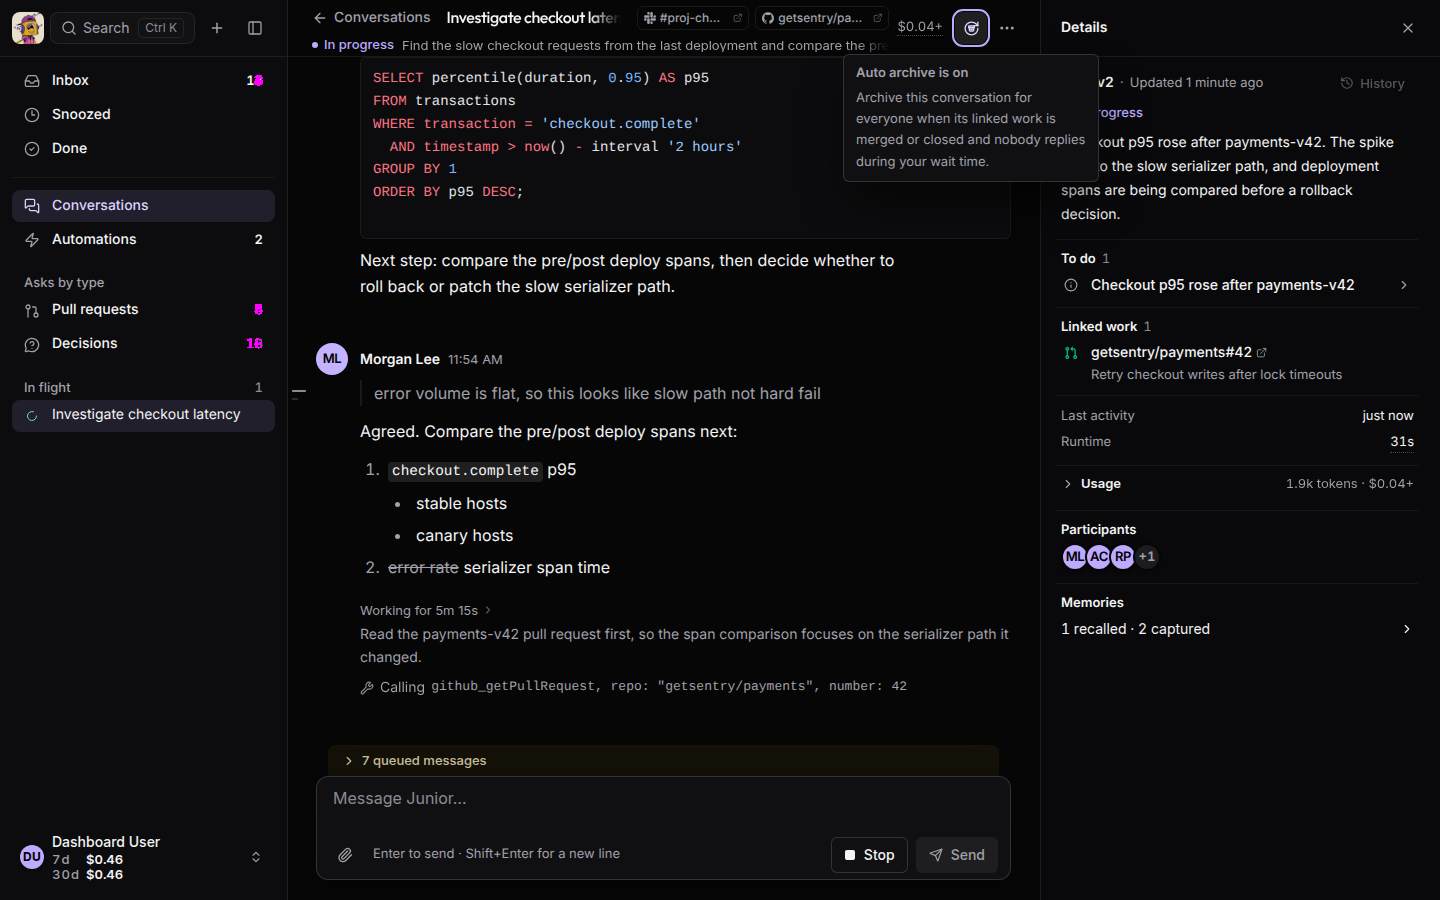 Search Ctrl K
Inbox
Snoozed
Done
Conversations
Automations 2
Asks by type
Pull requests
Decisions
In flight 1
Investigate checkout latency
DU
Dashboard User
7d $0.46
30d $0.46
Conversations
#proj-ch...
getsentry/pa...
$0.04+
In progress Find the slow checkout requests from the last deployment and compare the
SELECT percentile(duration, 0.95) AS p95
FROM transactions
WHERE transaction = 'checkout.complete'
AND timestamp > now() - interval '2 hours'
GROUP BY 1
ORDER BY p95 DESC;
Auto archive is on
Archive this conversation for
everyone when its linked work is
merged or closed and nobody replies
during your wait time.
Next step: compare the pre/post deploy spans, then decide whether to
roll back or patch the slow serializer path.
ML
Morgan Lee 11:54 AM
error volume is flat, so this looks like slow path not hard fail
Agreed. Compare the pre/post deploy spans next:
1. checkout.complete p95
• stable hosts
• canary hosts
2. error rate serializer span time
Working for 5m 15s
Read the payments-v42 pull request first, so the span comparison focuses on the serializer path it
changed.
Calling github_getPullRequest, repo: "getsentry/payments", number: 42
7 queued messages
Message Junior...
Enter to send · Shift+Enter for a new line
Stop
Send
Details
v2 · Updated 1 minute ago
History
out p95 rose after payments-v42. The spike
o the slow serializer path, and deployment
spans are being compared before a rollback
decision.
To do 1
Checkout p95 rose after payments-v42
Linked work 1
getsentry/payments#42
Retry checkout writes after lock timeouts
Last activity just now
Runtime 31s
Usage 1.9k tokens · $0.04+
Participants
ML AC RP +1
Memories
1 recalled · 2 captured